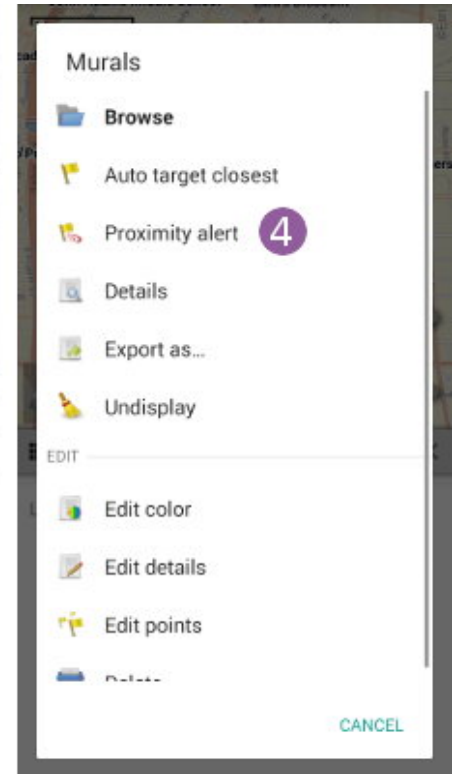 Murals
Browse
Auto target closest
Proximity alert 4
Details
Export as...
Undisplay
EDIT
Edit color
Edit details
Edit points
Delete
CANCEL